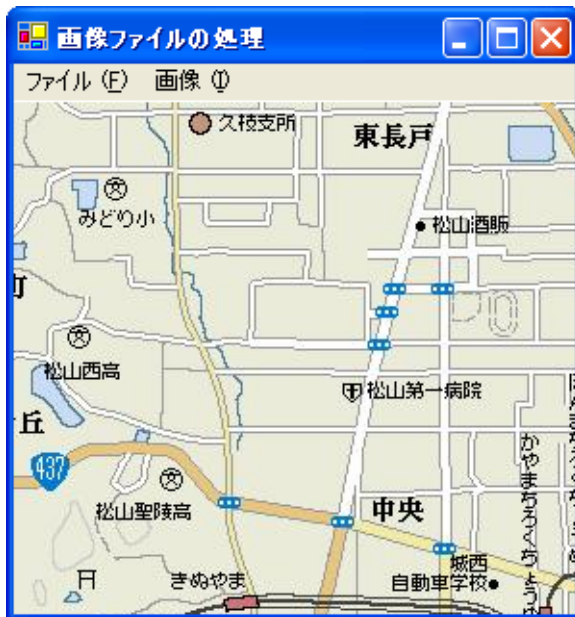 画像ファイルの処理
ファイル (F) 画像 (I)
久枝支所
東長戸
みどり小
松山酒販
町
松山西高
松山第一病院
丘
437
松山聖陵高
中央
城西
自動車学校
きぬやま
かやまちろくちょうめ